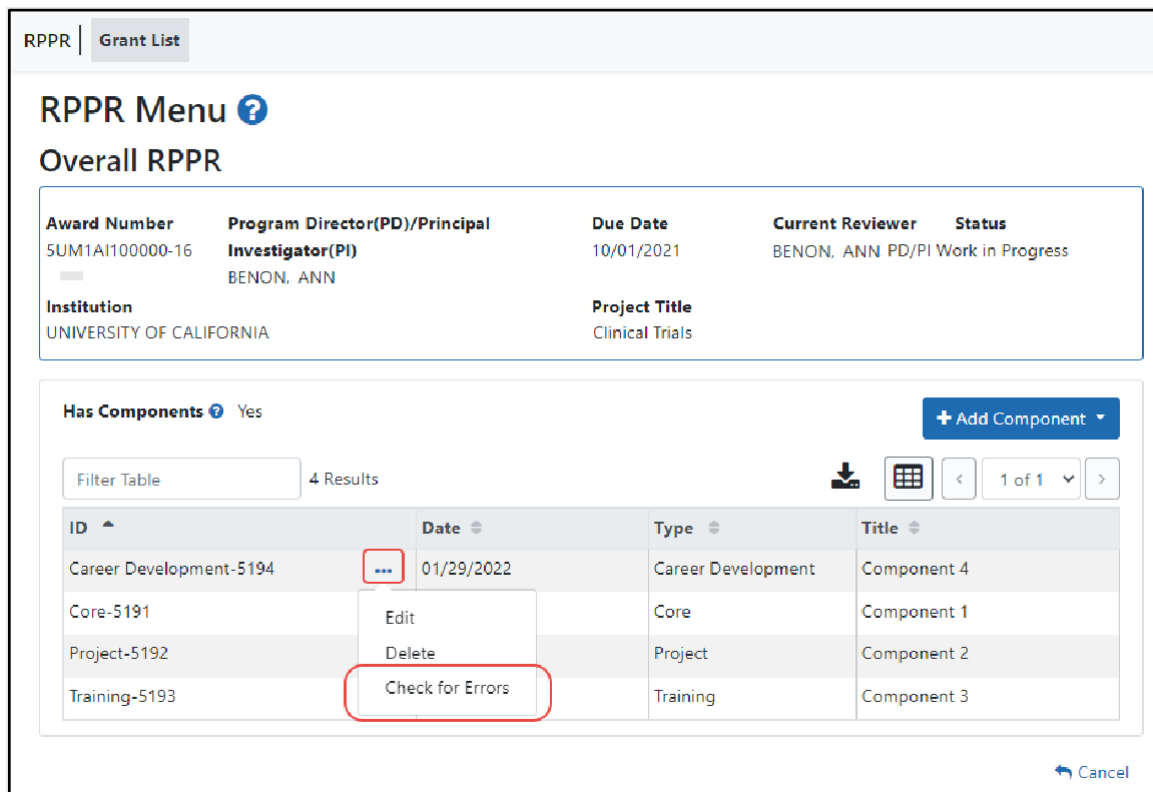 RPPR | Grant List
RPPR Menu ?
Overall RPPR
Award Number Program Director(PD)/Principal Due Date Current Reviewer Status
5UM1AI100000-16 Investigator(PI) 10/01/2021 BENON, ANN PD/PI Work in Progress
BENON, ANN
Institution Project Title
UNIVERSITY OF CALIFORNIA Clinical Trials
Has Components ? Yes
+ Add Component
Filter Table 4 Results < 1 of 1 >
ID Date Type Title
Career Development-5194 ... 01/29/2022 Career Development Component 4
Core-5191 Edit Core Component 1
Project-5192 Delete Project Component 2
Training-5193 Check for Errors Training Component 3
Cancel